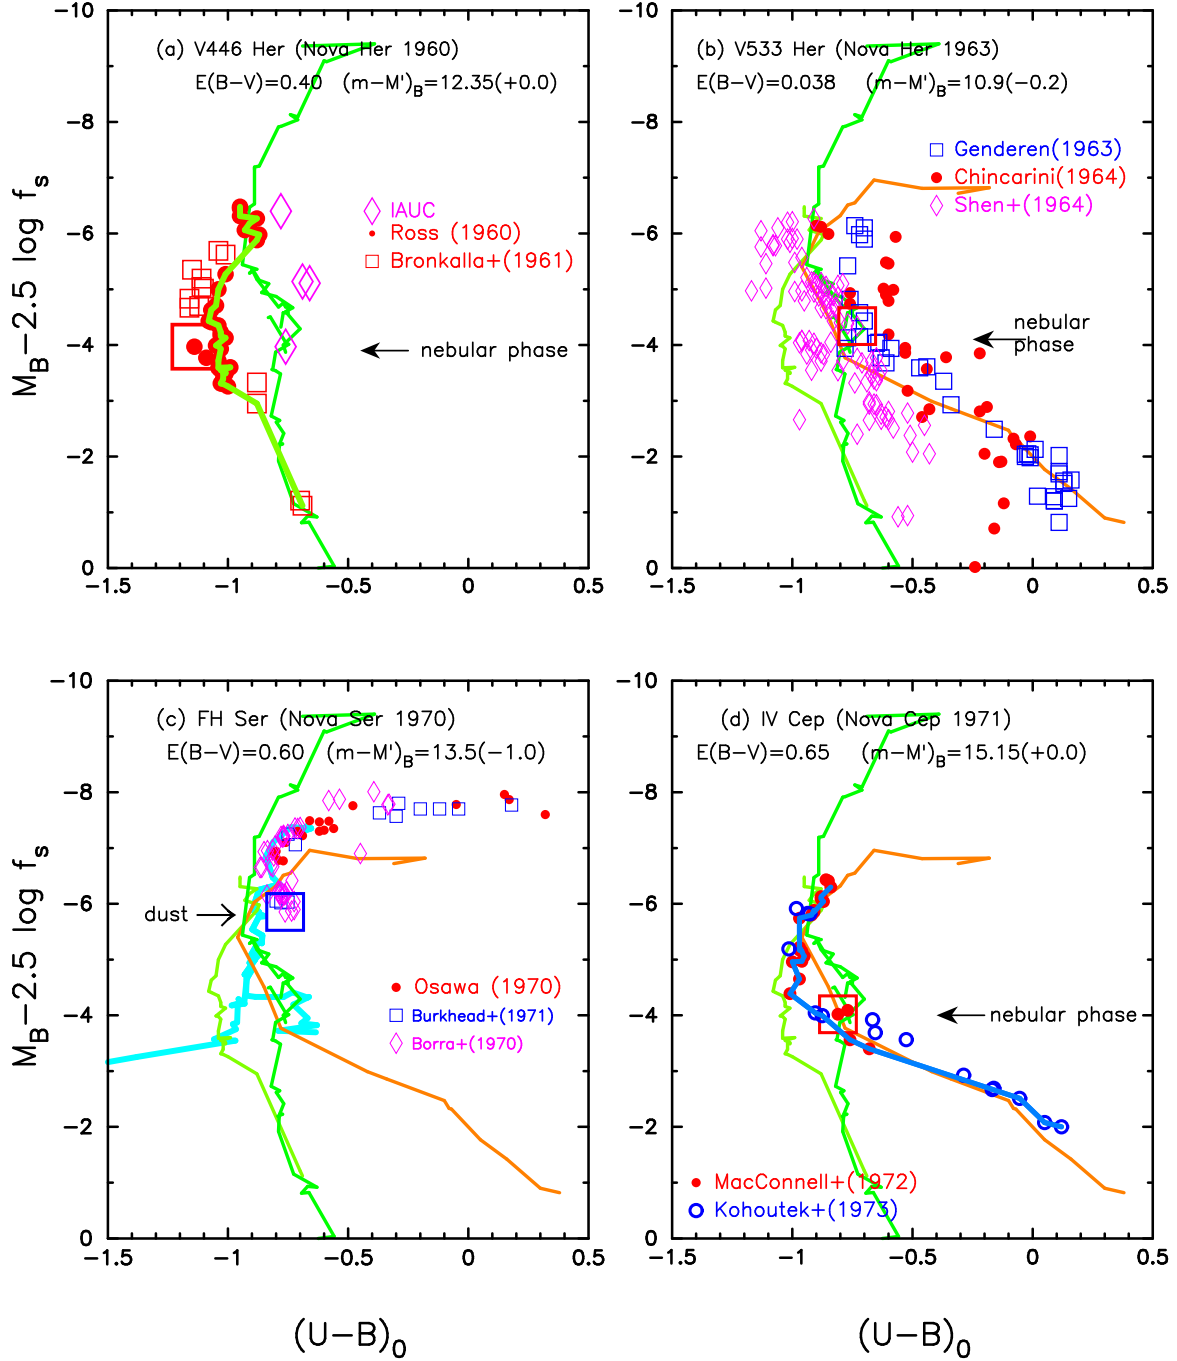 (a) V446 Her (Nova Her 1960)
E(B−V)=0.40 (m−M')B=12.35(+0.0)
IAUC
Ross (1960)
Bronkalla+(1961)
nebular phase
−10
−8
−6
−4
−2
0
−1.5
−1
−0.5
0
0.5
MB−2.5 log fs
(b) V533 Her (Nova Her 1963)
E(B−V)=0.038 (m−M')B=10.9(−0.2)
Genderen(1963)
Chincarini(1964)
Shen+(1964)
nebular
phase
−10
−8
−6
−4
−2
0
−1.5
−1
−0.5
0
0.5
(c) FH Ser (Nova Ser 1970)
E(B−V)=0.60 (m−M')B=13.5(−1.0)
dust
Osawa (1970)
Burkhead+(1971)
Borra+(1970)
−10
−8
−6
−4
−2
0
−1.5
−1
−0.5
0
0.5
MB−2.5 log fs
(U−B)0
(d) IV Cep (Nova Cep 1971)
E(B−V)=0.65 (m−M')B=15.15(+0.0)
nebular phase
MacConnell+(1972)
Kohoutek+(1973)
−10
−8
−6
−4
−2
0
−1.5
−1
−0.5
0
0.5
(U−B)0